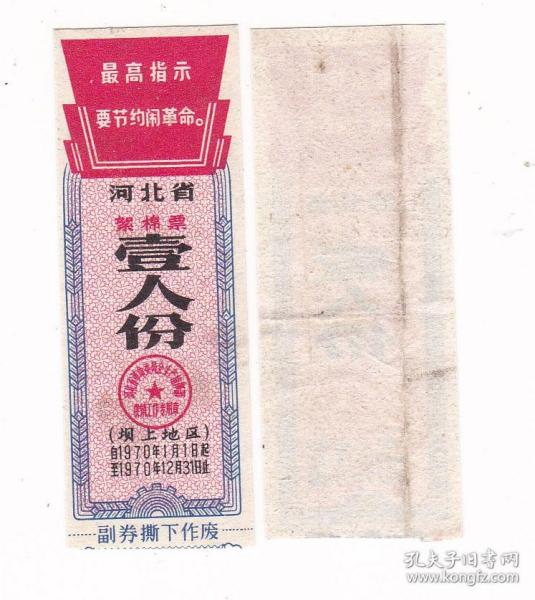 最高指示
要节约闹革命。
河北省
絮棉票
壹人份
(坝上地区)
自1970年1月1日起
至1970年12月31日止
副券撕下作废
孔夫子旧书网
www.kongfz.com